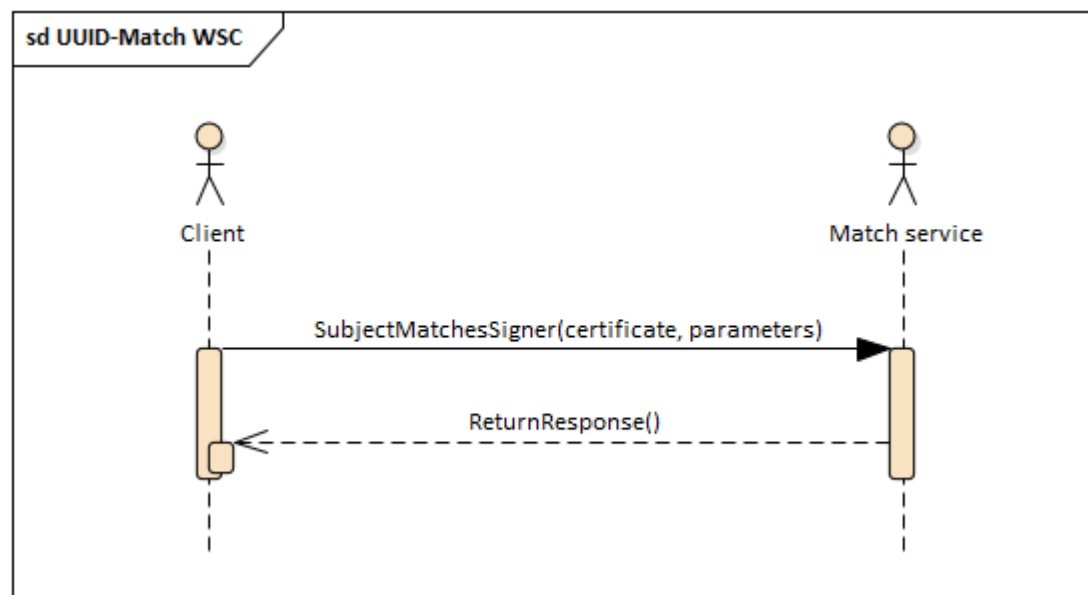 sd UUID-Match WSC
Client
Match service
SubjectMatchesSigner(certificate, parameters)
ReturnResponse()